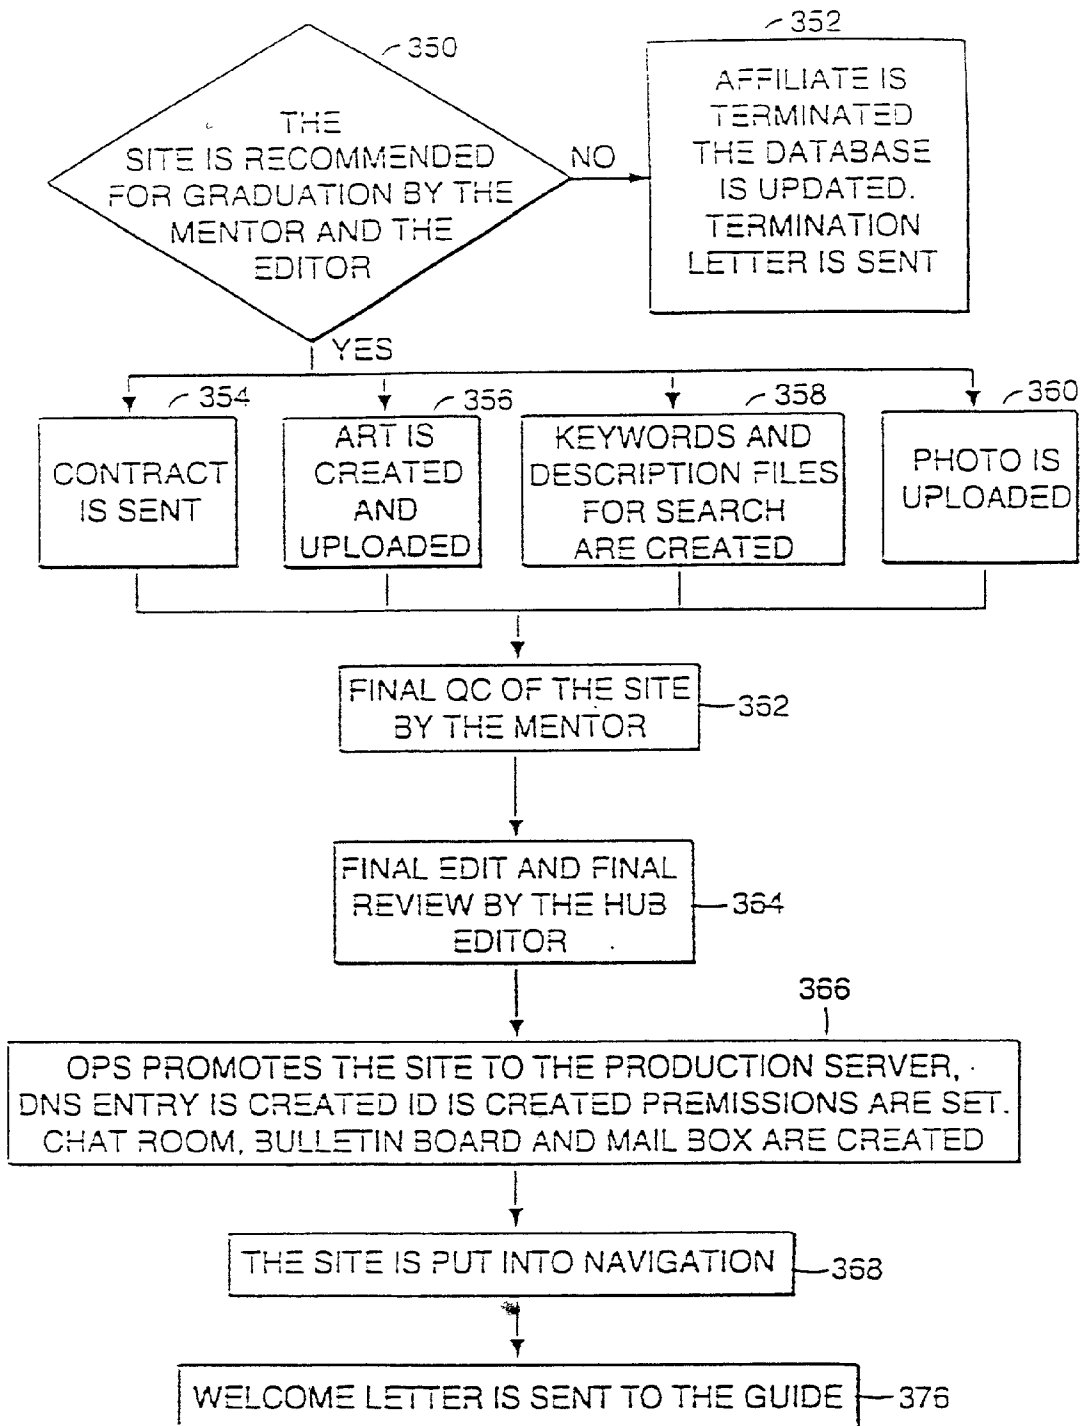 350
THE
SITE IS RECOMMENDED
FOR GRADUATION BY THE
MENTOR AND THE
EDITOR
NO
352
AFFILIATE IS
TERMINATED
THE DATABASE
IS UPDATED.
TERMINATION
LETTER IS SENT
YES
354
CONTRACT
IS SENT
356
ART IS
CREATED
AND
UPLOADED
358
KEYWORDS AND
DESCRIPTION FILES
FOR SEARCH
ARE CREATED
360
PHOTO IS
UPLOADED
FINAL QC OF THE SITE
BY THE MENTOR
362
FINAL EDIT AND FINAL
REVIEW BY THE HUB
EDITOR
364
366
OPS PROMOTES THE SITE TO THE PRODUCTION SERVER,
DNS ENTRY IS CREATED ID IS CREATED PREMISSIONS ARE SET.
CHAT ROOM, BULLETIN BOARD AND MAIL BOX ARE CREATED
THE SITE IS PUT INTO NAVIGATION
368
WELCOME LETTER IS SENT TO THE GUIDE
376